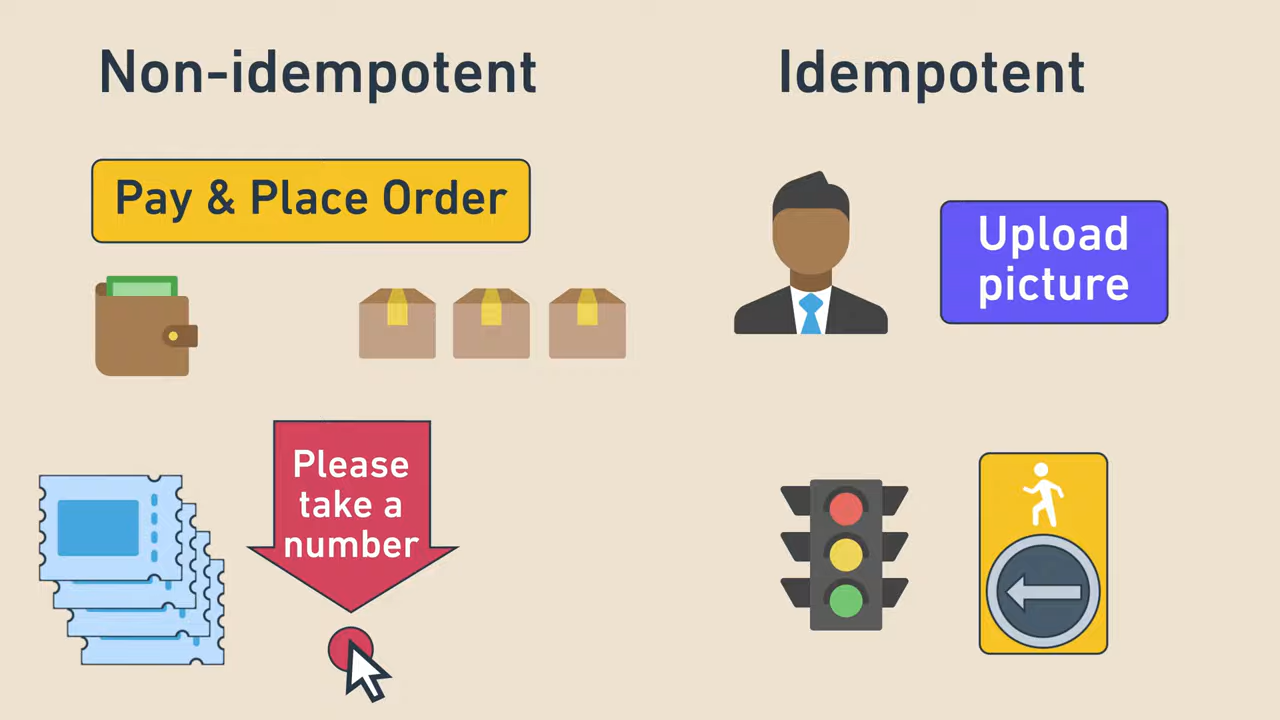 Non-idempotent
Idempotent
Pay & Place Order
Upload
picture
Please
take a
number